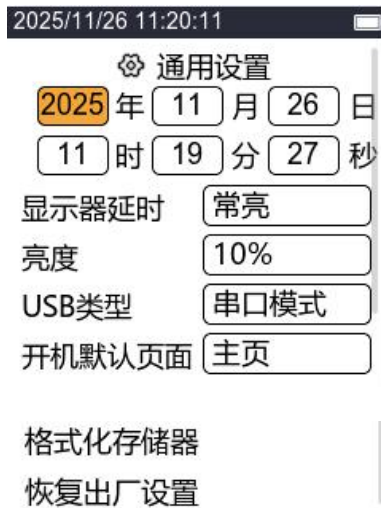 2025/11/26 11:20:11
通用设置
2025 年 11 月 26 日
11 时 19 分 27 秒
显示器延时 常亮
亮度 10%
USB类型 串口模式
开机默认页面 主页
格式化存储器
恢复出厂设置